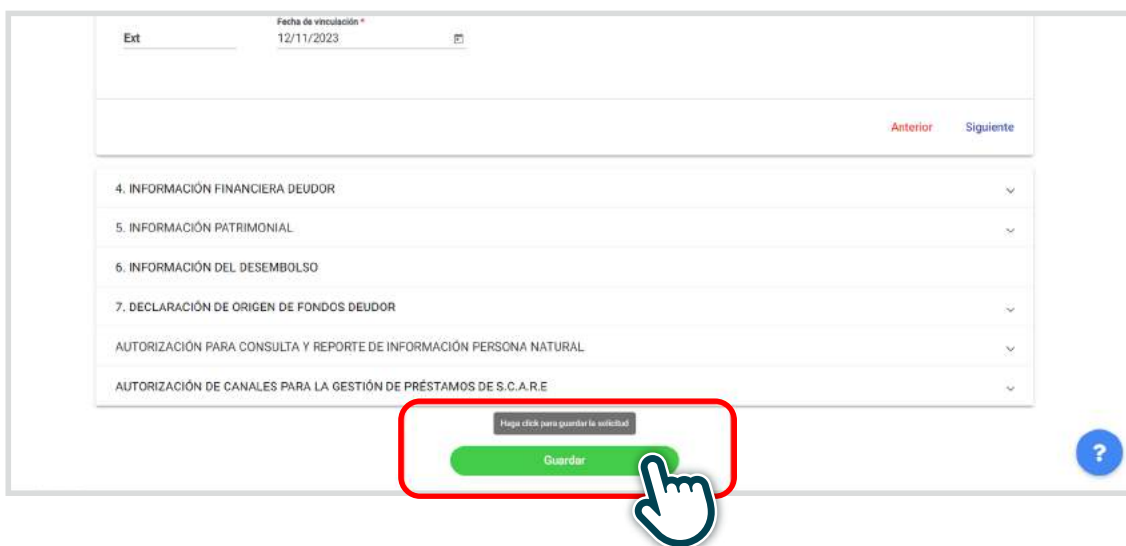 Fecha de vinculación *
Ext 12/11/2023
Anterior Siguiente
4. INFORMACIÓN FINANCIERA DEUDOR
5. INFORMACIÓN PATRIMONIAL
6. INFORMACIÓN DEL DESEMBOLSO
7. DECLARACIÓN DE ORIGEN DE FONDOS DEUDOR
AUTORIZACIÓN PARA CONSULTA Y REPORTE DE INFORMACIÓN PERSONA NATURAL
AUTORIZACIÓN DE CANALES PARA LA GESTIÓN DE PRÉSTAMOS DE S.C.A.R.E
Haga click para guardar la solicitud
Guardar
?